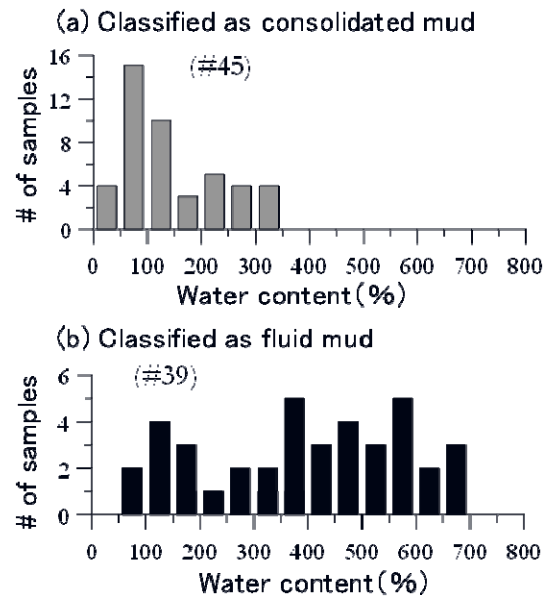 (a) Classified as consolidated mud
(#45)
# of samples
16
12
8
4
0
0 100 200 300 400 500 600 700 800
Water content(%)
(b) Classified as fluid mud
(#39)
# of samples
6
4
2
0
0 100 200 300 400 500 600 700 800
Water content(%)